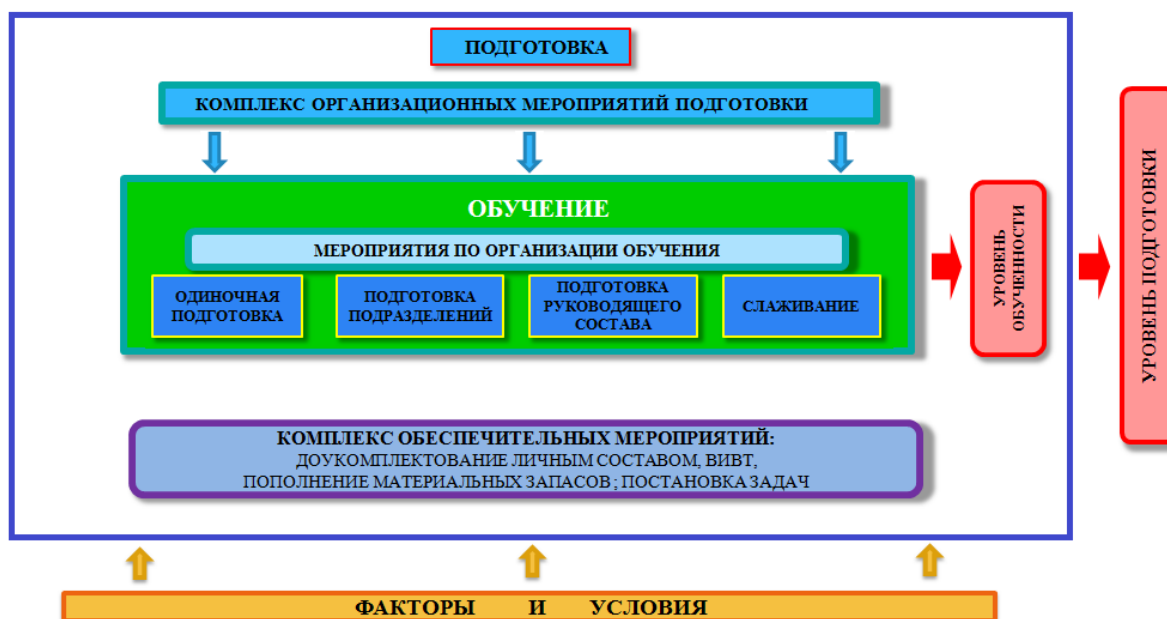 ПОДГОТОВКА
КОМПЛЕКС ОРГАНИЗАЦИОННЫХ МЕРОПРИЯТИЙ ПОДГОТОВКИ
ОБУЧЕНИЕ
МЕРОПРИЯТИЯ ПО ОРГАНИЗАЦИИ ОБУЧЕНИЯ
ОДИНОЧНАЯ
ПОДГОТОВКА
ПОДГОТОВКА
ПОДРАЗДЕЛЕНИЙ
ПОДГОТОВКА
РУКОВОДЯЩЕГО
СОСТАВА
СЛАЖИВАНИЕ
УРОВЕНЬ
ОБУЧЕННОСТИ
УРОВЕНЬ ПОДГОТОВКИ
КОМПЛЕКС ОБЕСПЕЧИТЕЛЬНЫХ МЕРОПРИЯТИЙ:
ДОУКОМПЛЕКТОВАНИЕ ЛИЧНЫМ СОСТАВОМ, ВИВТ,
ПОПОЛНЕНИЕ МАТЕРИАЛЬНЫХ ЗАПАСОВ ; ПОСТАНОВКА ЗАДАЧ
ФАКТОРЫ И УСЛОВИЯ